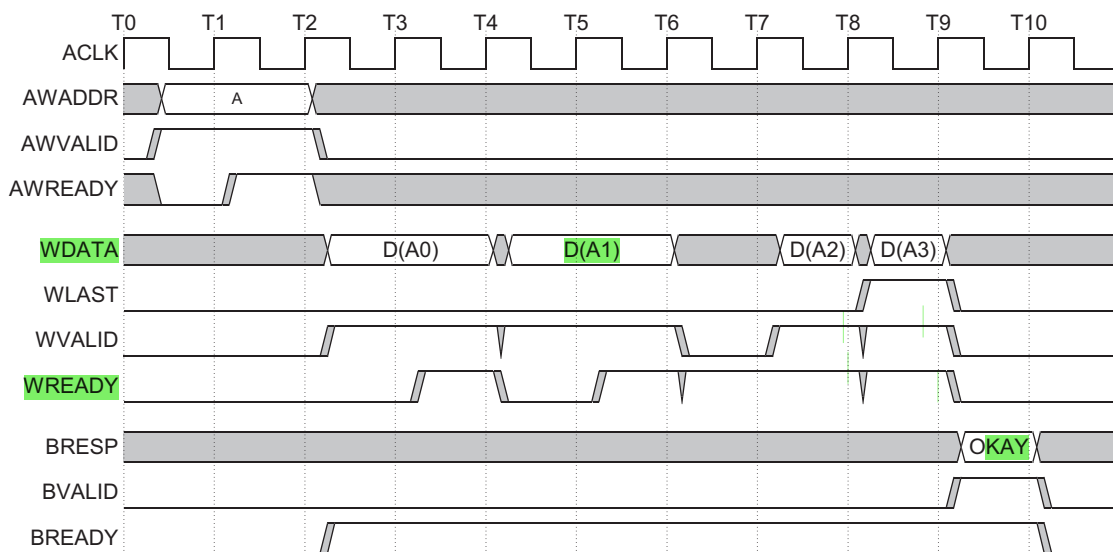 T0 T1 T2 T3 T4 T5 T6 T7 T8 T9 T10
ACLK
AWADDR A
AWVALID
AWREADY
WDATA D(A0) D(A1) D(A2) D(A3)
WLAST
WVALID
WREADY
BRESP OKAY
BVALID
BREADY